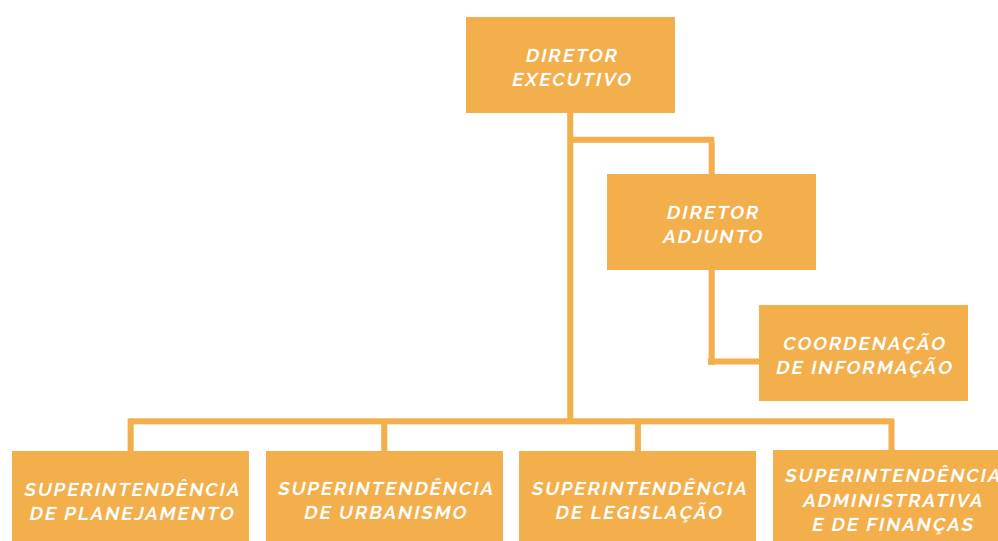 DIRETOR
EXECUTIVO
DIRETOR
ADJUNTO
COORDENAÇÃO
DE INFORMAÇÃO
SUPERINTENDÊNCIA
DE PLANEJAMENTO
SUPERINTENDÊNCIA
DE URBANISMO
SUPERINTENDÊNCIA
DE LEGISLAÇÃO
SUPERINTENDÊNCIA
ADMINISTRATIVA
E DE FINANÇAS